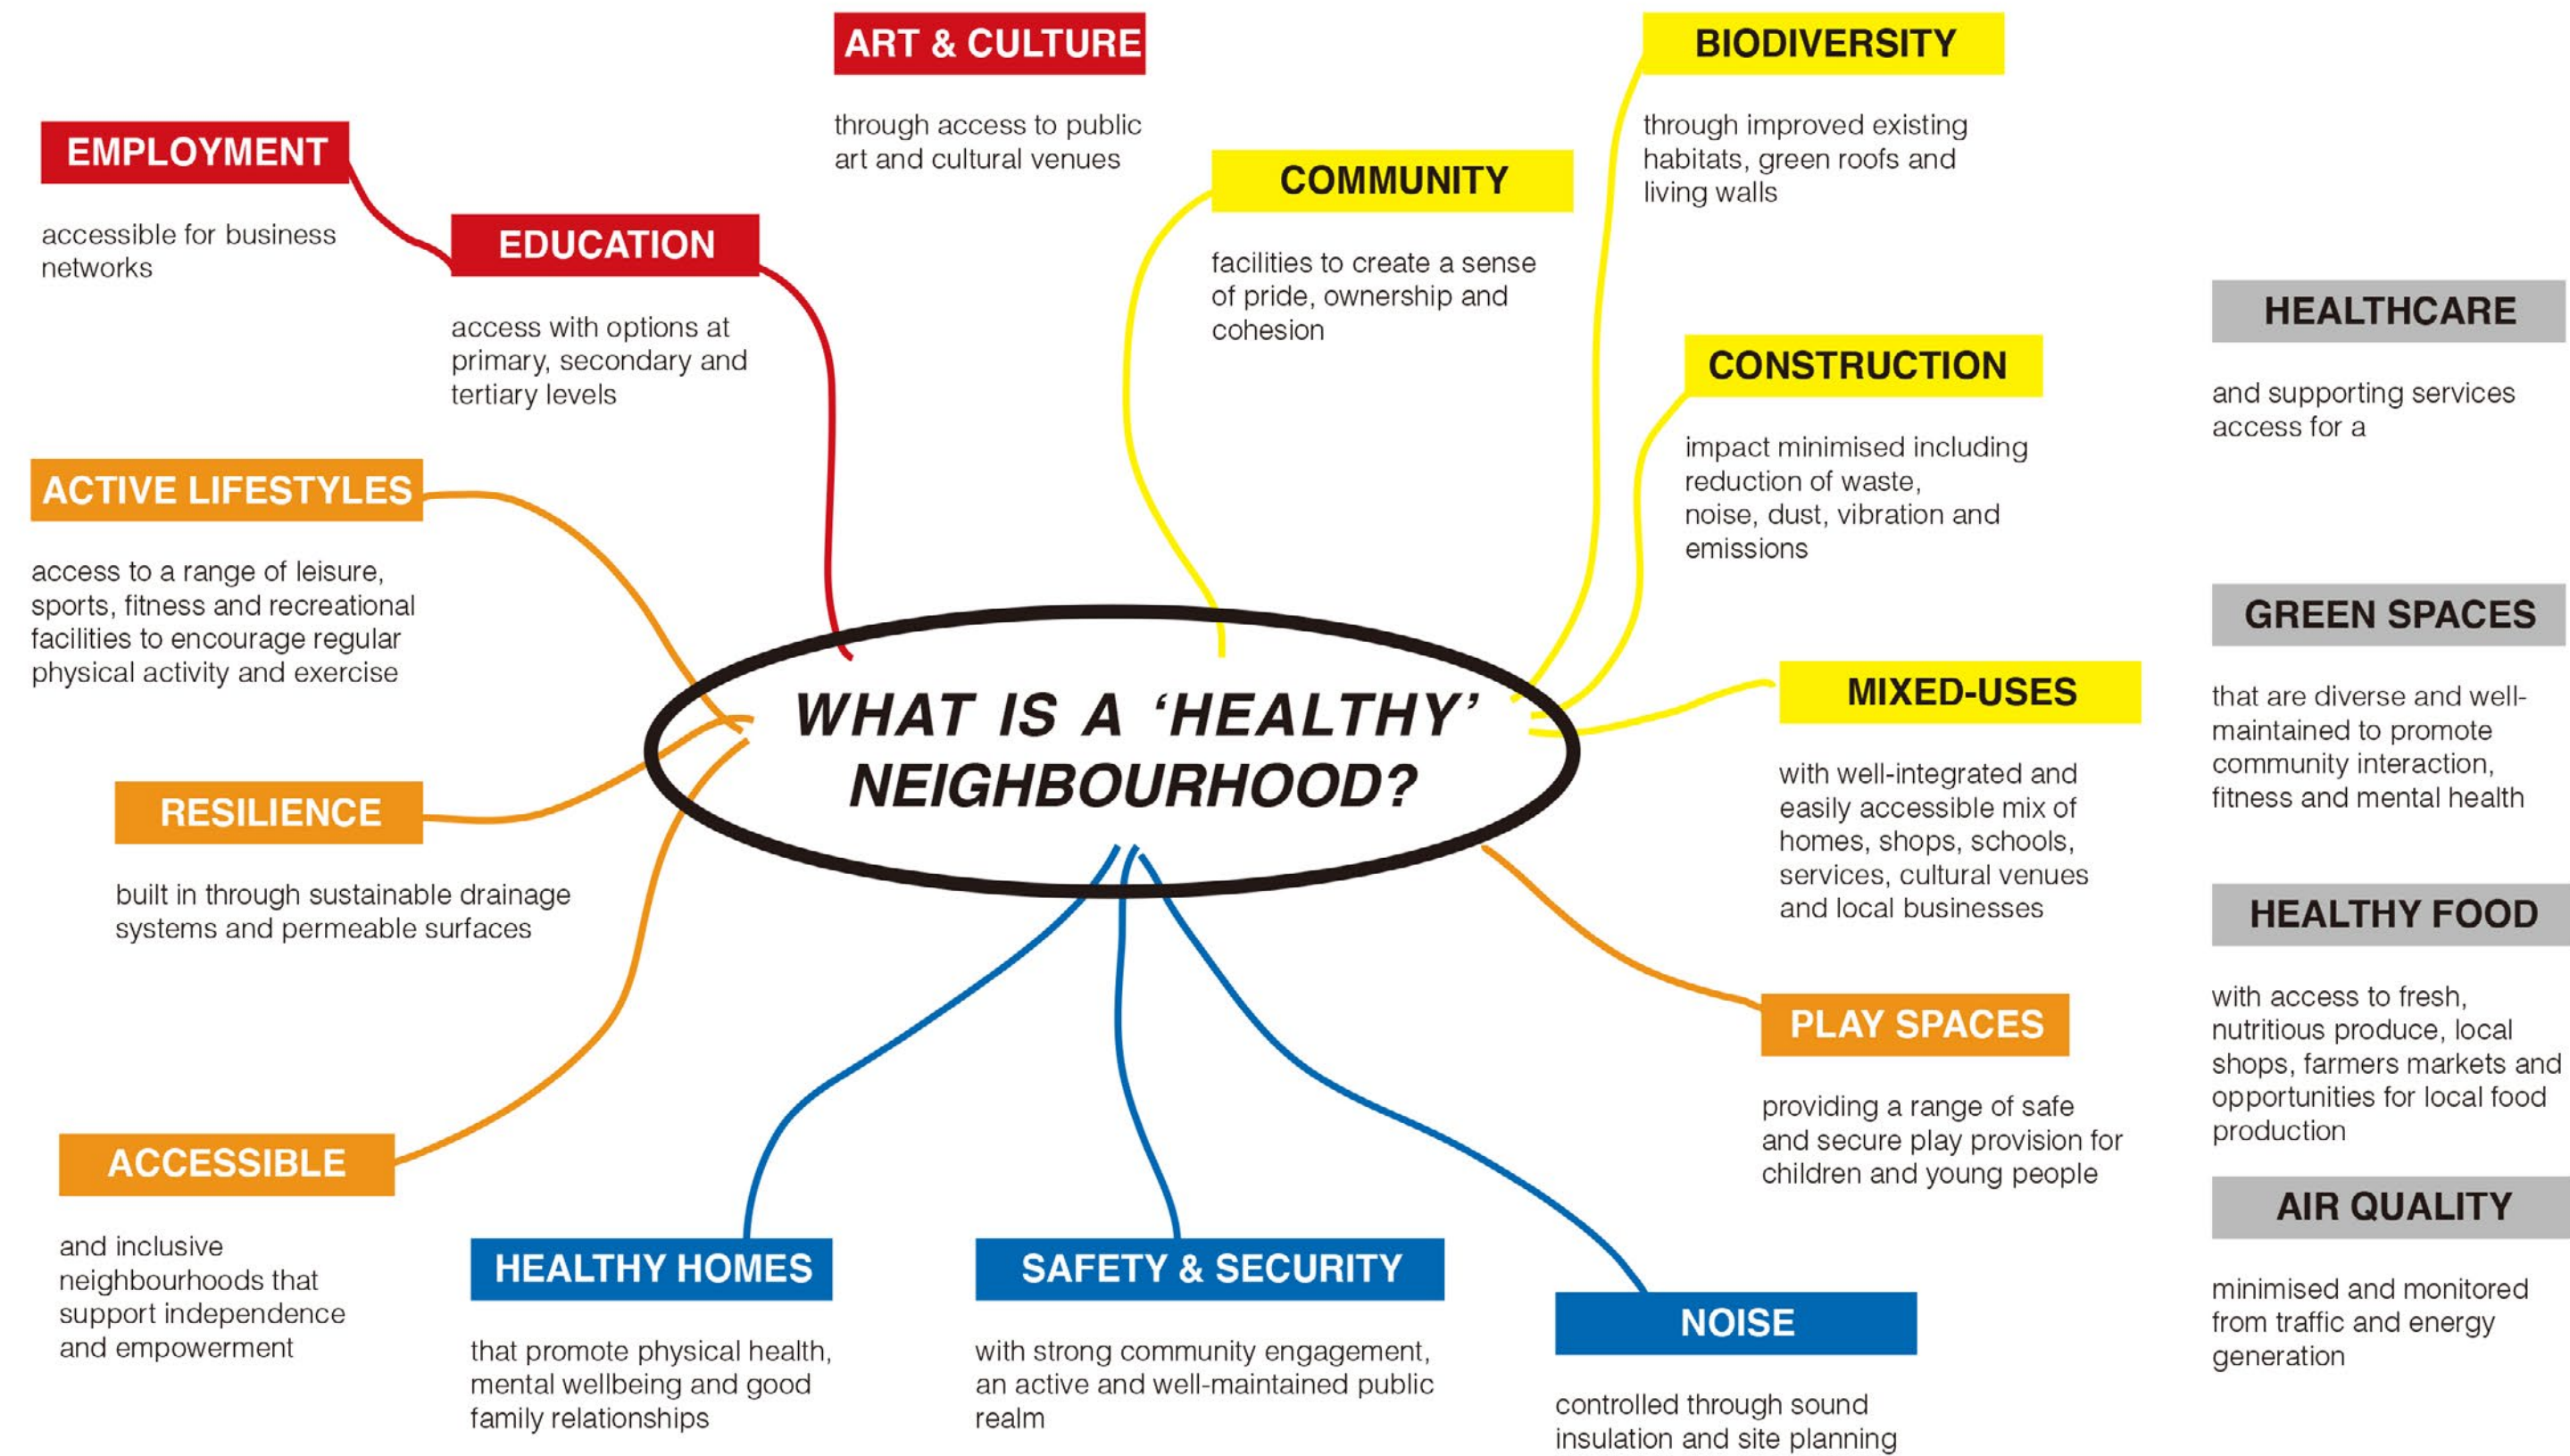 ART & CULTURE
through access to public
art and cultural venues
BIODIVERSITY
through improved existing
habitats, green roofs and
living walls
EMPLOYMENT
accessible for business
networks
COMMUNITY
facilities to create a sense
of pride, ownership and
cohesion
EDUCATION
access with options at
primary, secondary and
tertiary levels
HEALTHCARE
and supporting services
access for a
CONSTRUCTION
impact minimised including
reduction of waste,
noise, dust, vibration and
emissions
ACTIVE LIFESTYLES
access to a range of leisure,
sports, fitness and recreational
facilities to encourage regular
physical activity and exercise
GREEN SPACES
that are diverse and well-
maintained to promote
community interaction,
fitness and mental health
WHAT IS A ‘HEALTHY’
NEIGHBOURHOOD?
MIXED-USES
with well-integrated and
easily accessible mix of
homes, shops, schools,
services, cultural venues
and local businesses
RESILIENCE
built in through sustainable drainage
systems and permeable surfaces
HEALTHY FOOD
with access to fresh,
nutritious produce, local
shops, farmers markets and
opportunities for local food
production
PLAY SPACES
providing a range of safe
and secure play provision for
children and young people
ACCESSIBLE
and inclusive
neighbourhoods that
support independence
and empowerment
AIR QUALITY
minimised and monitored
from traffic and energy
generation
HEALTHY HOMES
that promote physical health,
mental wellbeing and good
family relationships
SAFETY & SECURITY
with strong community engagement,
an active and well-maintained public
realm
NOISE
controlled through sound
insulation and site planning